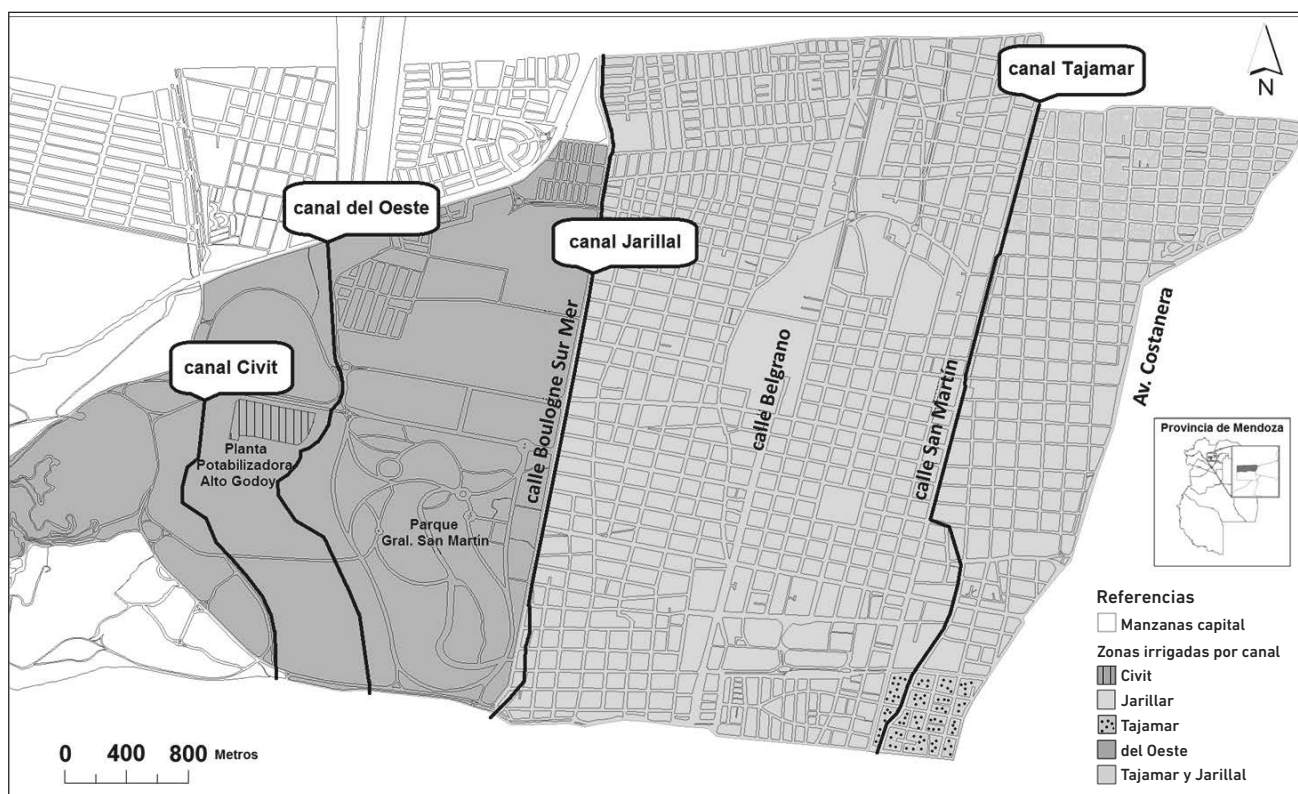 canal Tajamar
N
canal del Oeste
canal Jarillal
calle Boulogne Sur Mer
calle Belgrano
calle San Martín
Av. Costanera
canal Civit
Planta
Potabilizadora
Alto Godoy
Parque
Gral. San Martín
Provincia de Mendoza
Referencias
Manzanas capital
Zonas irrigadas por canal
Civit
Jarillar
Tajamar
del Oeste
Tajamar y Jarillal
0 400 800 Metros